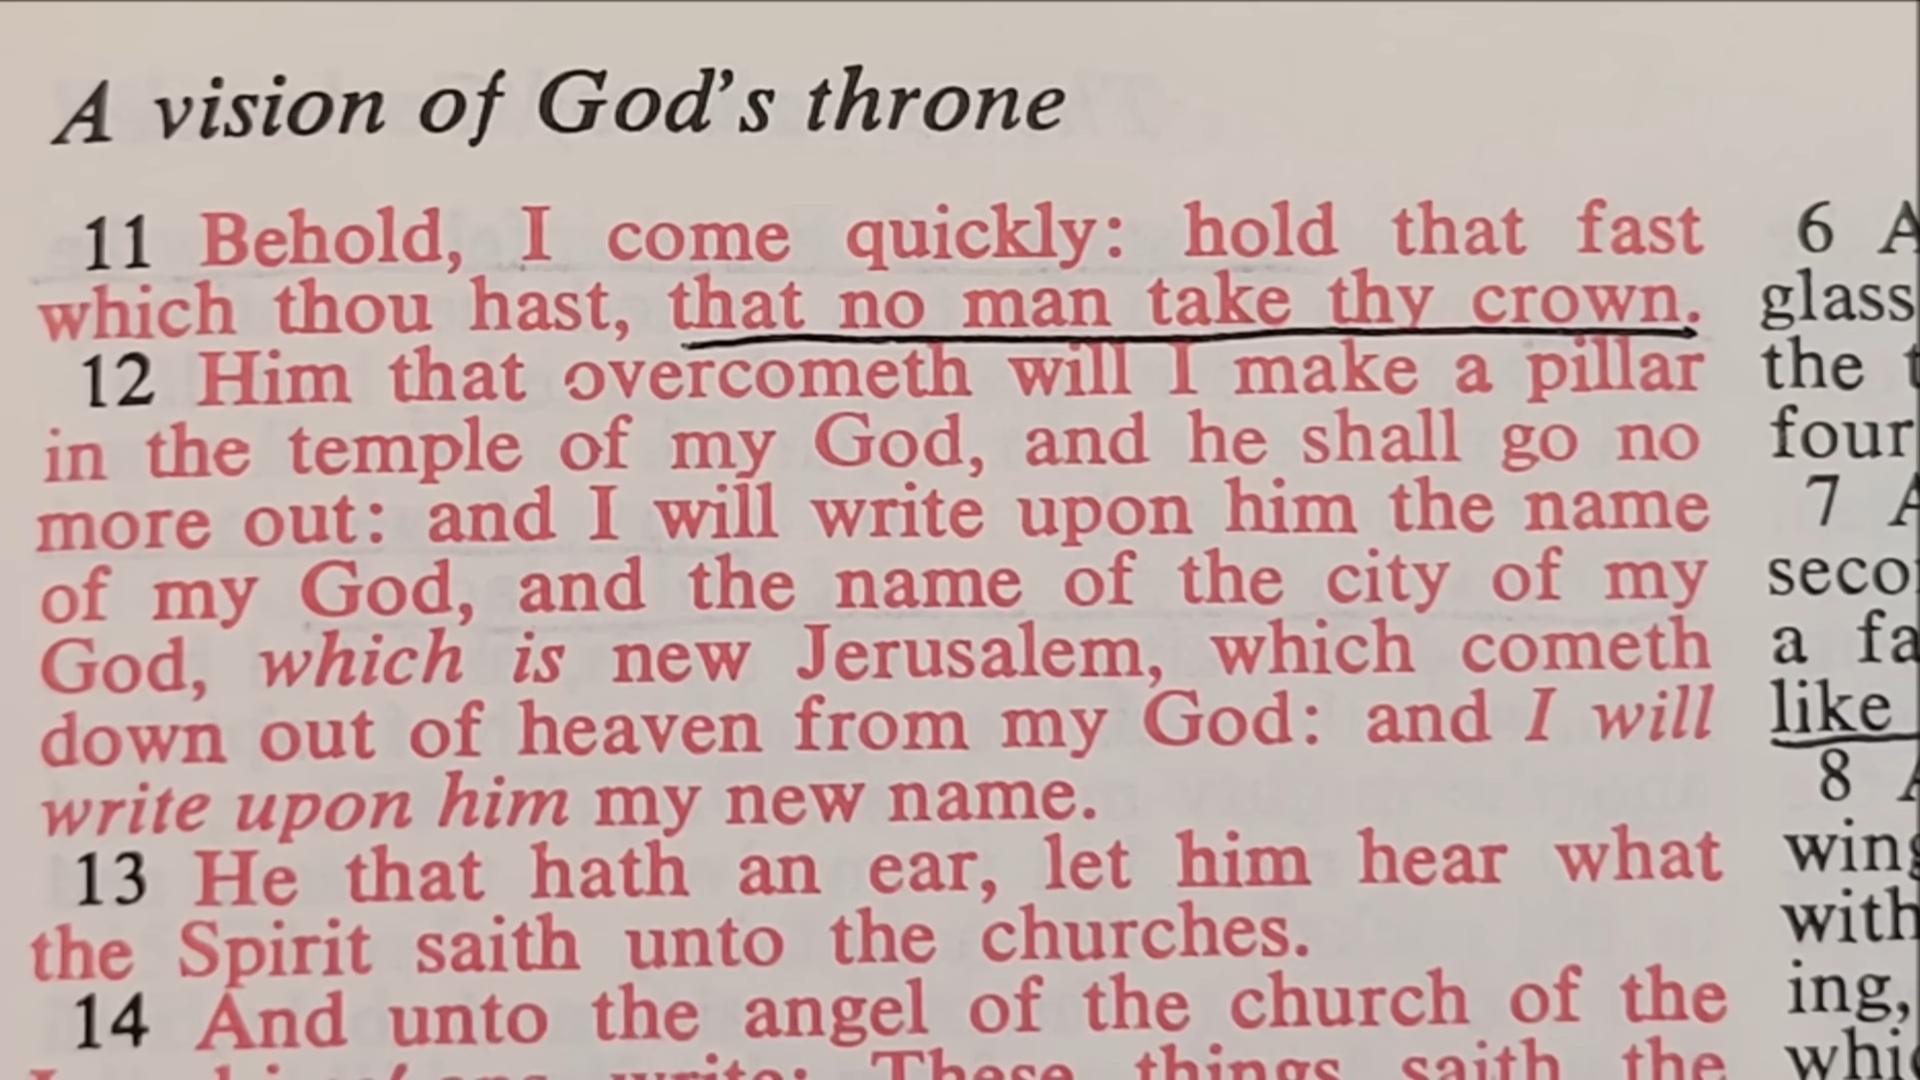 A vision of God's throne
11 Behold, I come quickly: hold that fast
which thou hast, that no man take thy crown.
12 Him that overcometh will I make a pillar
in the temple of my God, and he shall go no
more out: and I will write upon him the name
of my God, and the name of the city of my
God, which is new Jerusalem, which cometh
down out of heaven from my God: and I will
write upon him my new name.
13 He that hath an ear, let him hear what
the Spirit saith unto the churches.
14 And unto the angel of the church of the
write: These things saith the
6 A
glass
the
four
7 A
a
like
8
with
ing,